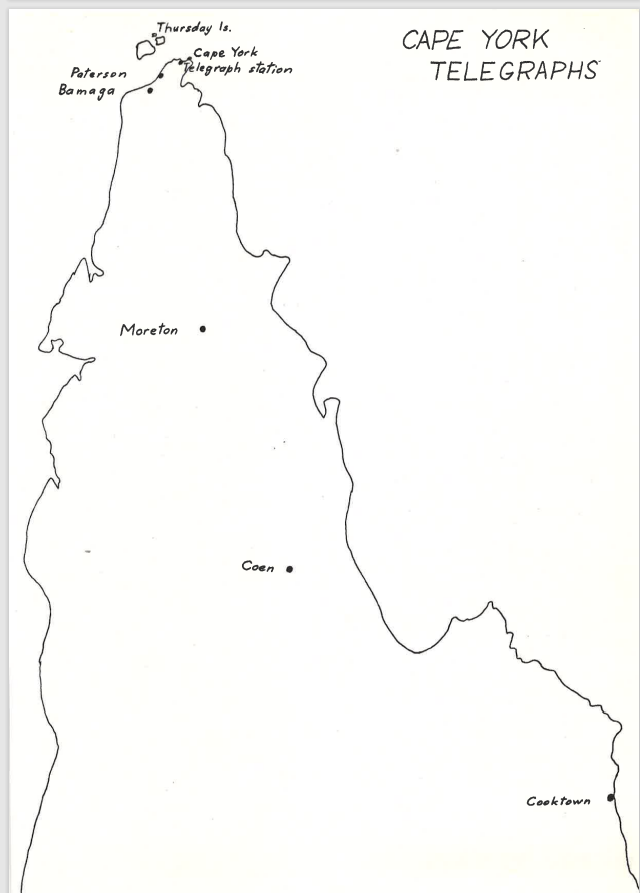 CAPE YORK
TELEGRAPHS
Thursday Is.
Cape York
Telegraph station
Paterson
Bamaga
Moreton
Coen
Cooktown